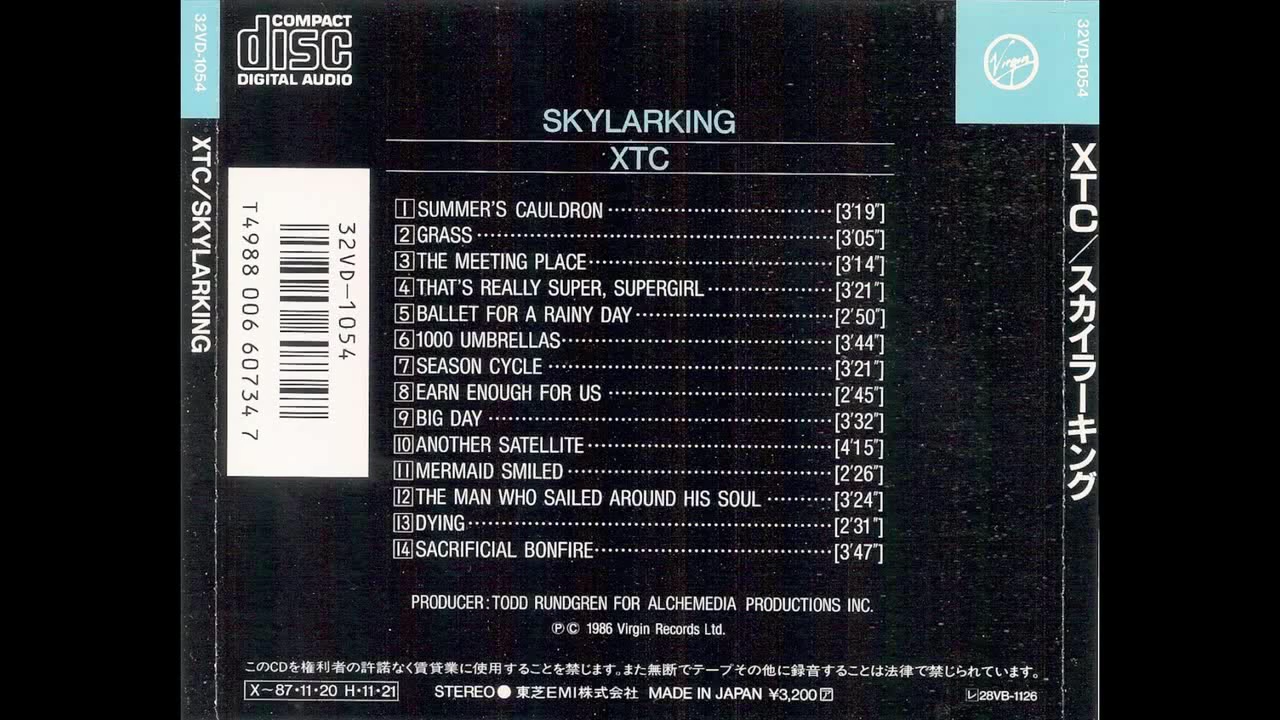 32VD-1054
COMPACT
disc
DIGITAL AUDIO
Virgin
32VD-1054
XTC/SKYLARKING
XTC/スカイラーキング
32VD-1054
T4988 006 60734 7
SKYLARKING
XTC
1 SUMMER'S CAULDRON [3'19"]
2 GRASS [3'05"]
3 THE MEETING PLACE [3'14"]
4 THAT'S REALLY SUPER, SUPERGIRL [3'21"]
5 BALLET FOR A RAINY DAY [2'50"]
6 1000 UMBRELLAS [3'44"]
7 SEASON CYCLE [3'21"]
8 EARN ENOUGH FOR US [2'45"]
9 BIG DAY [3'32"]
10 ANOTHER SATELLITE [4'15"]
11 MERMAID SMILED [2'26"]
12 THE MAN WHO SAILED AROUND HIS SOUL [3'24"]
13 DYING [2'31"]
14 SACRIFICIAL BONFIRE [3'47"]
PRODUCER: TODD RUNDGREN FOR ALCHEMEDIA PRODUCTIONS INC.
Ⓟ© 1986 Virgin Records Ltd.
このCDを権利者の許諾なく賃貸業に使用することを禁じます。また無断でテープその他に録音することは法律で禁じられています。
X〜87・11・20 H・11・21 STEREO● 東芝EMI株式会社 MADE IN JAPAN ¥3,200 ア レ 28VB-1126